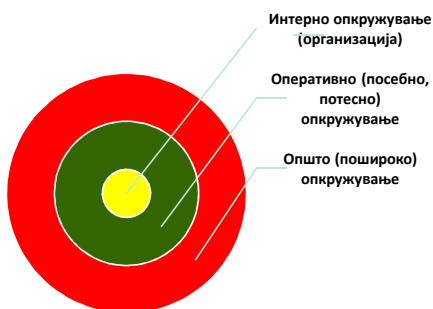 Интерно опкружување
(организација)
Оперативно (посебно,
потесно)
опкружување
Општо (пошироко)
опкружување